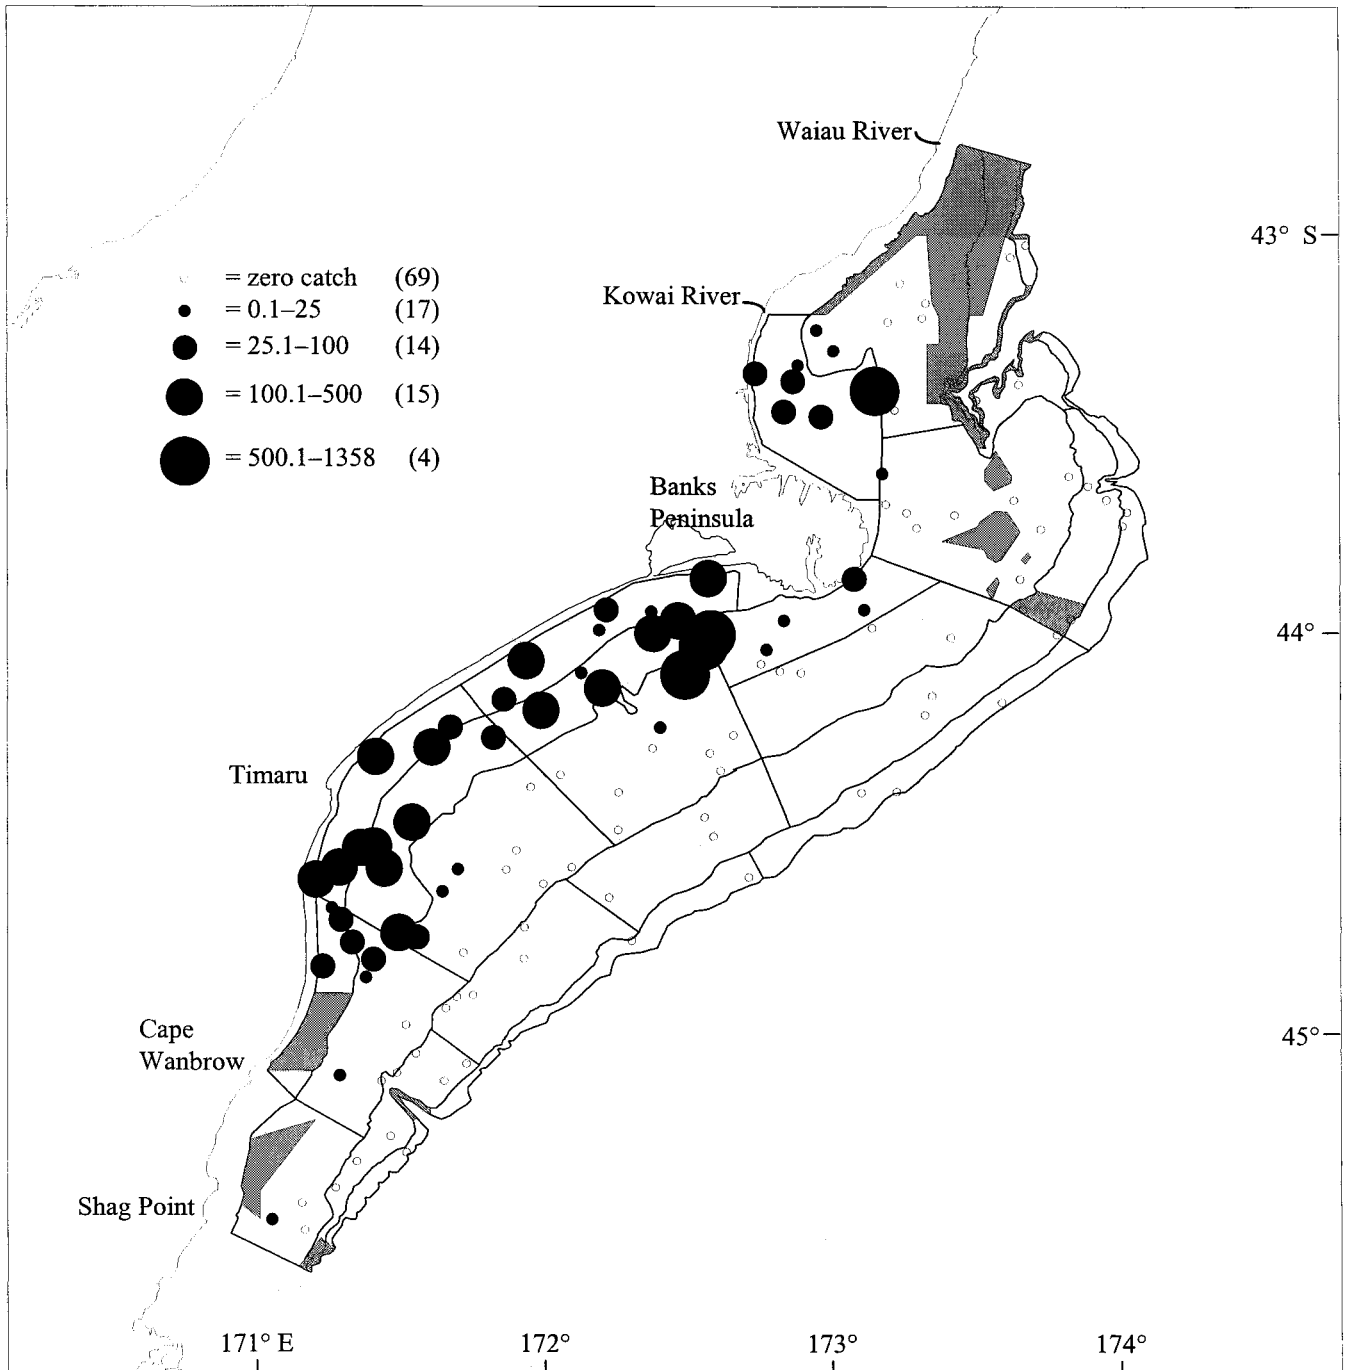 Waiau River
43° S
= zero catch (69)
Kowai River
= 0.1–25 (17)
= 25.1–100 (14)
= 100.1–500 (15)
= 500.1–1358 (4)
Banks
Peninsula
44°
Timaru
Cape
Wanbrow
45°
Shag Point
171° E 172° 173° 174°